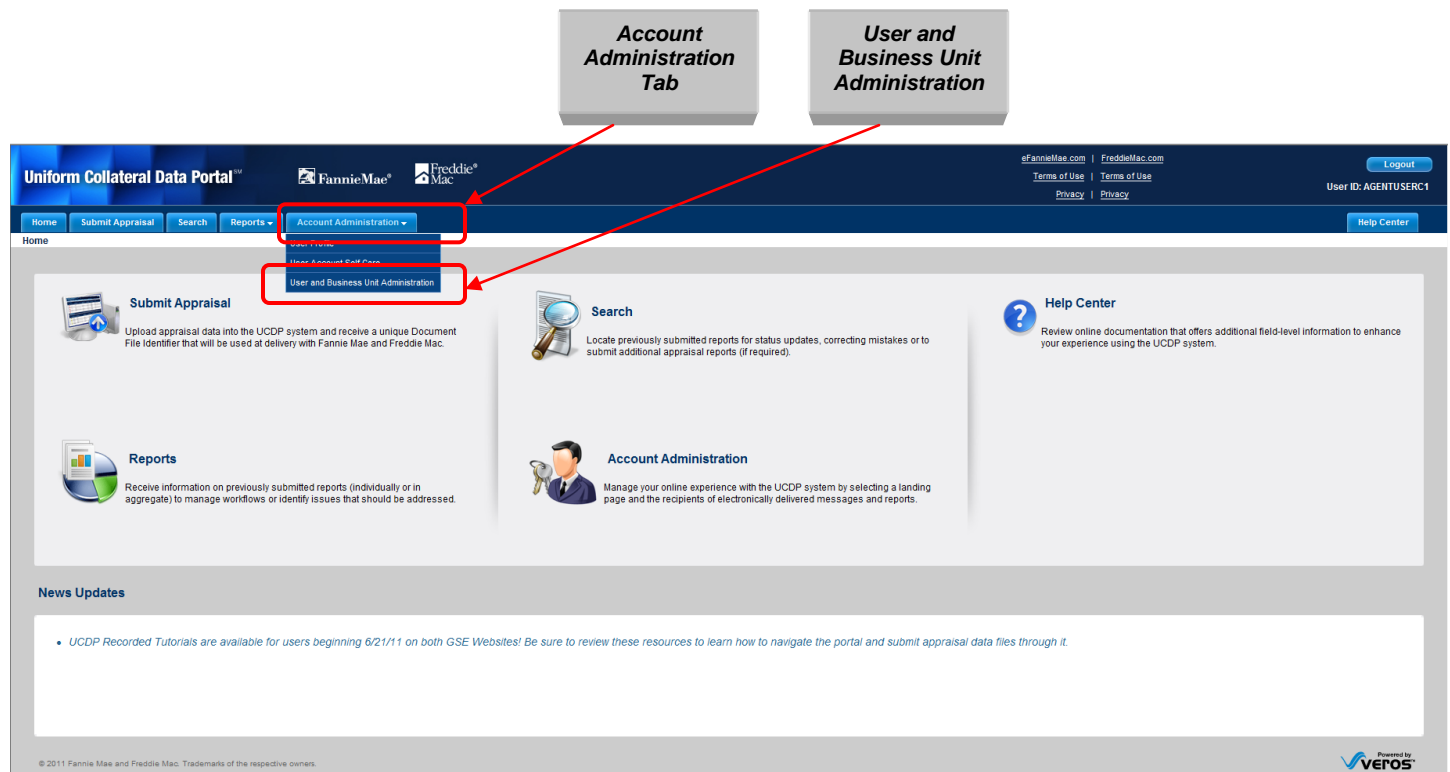 Account
Administration
Tab
User and
Business Unit
Administration
Uniform Collateral Data Portal℠
FannieMae®
Freddie®
Mac
eFannieMae.com | FreddieMac.com
Terms of Use | Terms of Use
Privacy | Privacy
Logout
User ID: AGENTUSERC1
Home Submit Appraisal Search Reports Account Administration Help Center
Home
User Profile
User Account Self Care
User and Business Unit Administration
Submit Appraisal
Upload appraisal data into the UCDP system and receive a unique Document
File Identifier that will be used at delivery with Fannie Mae and Freddie Mac.
Search
Locate previously submitted reports for status updates, correcting mistakes or to
submit additional appraisal reports (if required).
Help Center
Review online documentation that offers additional field-level information to enhance
your experience using the UCDP system.
Reports
Receive information on previously submitted reports (individually or in
aggregate) to manage workflows or identify issues that should be addressed.
Account Administration
Manage your online experience with the UCDP system by selecting a landing
page and the recipients of electronically delivered messages and reports.
News Updates
• UCDP Recorded Tutorials are available for users beginning 6/21/11 on both GSE Websites! Be sure to review these resources to learn how to navigate the portal and submit appraisal data files through it.
© 2011 Fannie Mae and Freddie Mac. Trademarks of the respective owners.
Powered by
veros™